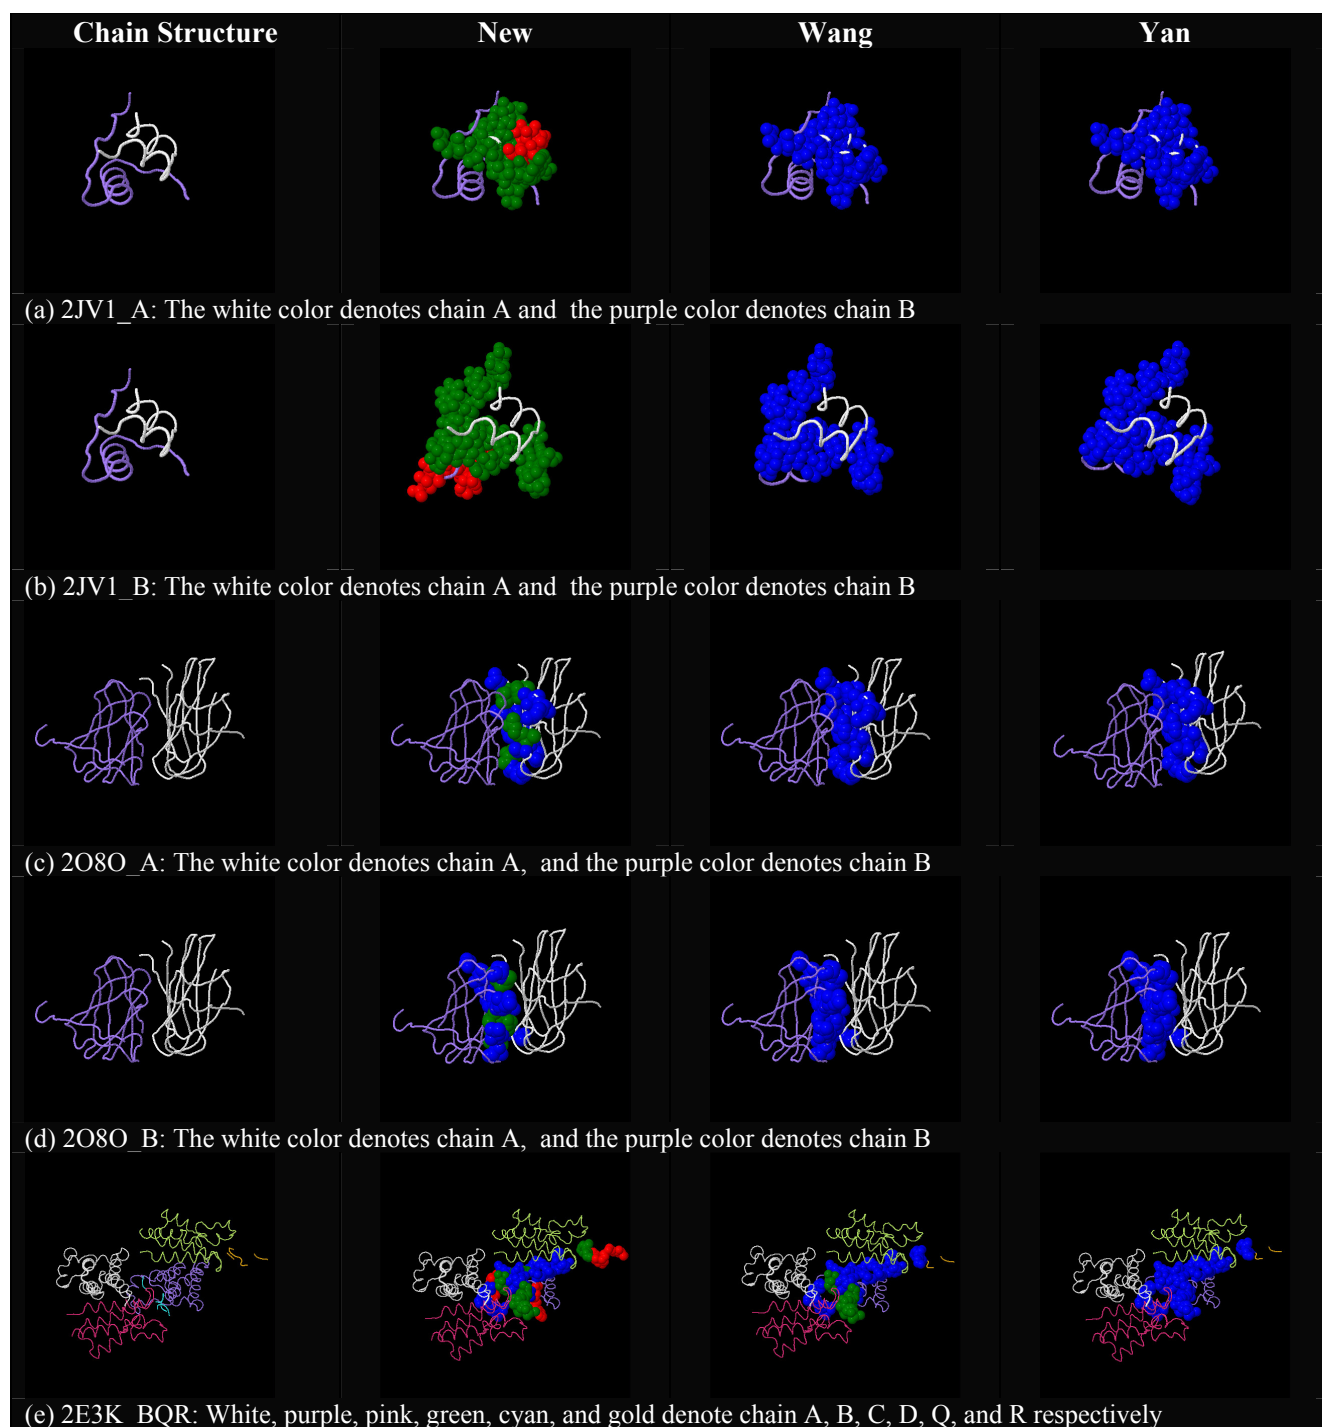 Chain Structure New Wang Yan
(a) 2JV1_A: The white color denotes chain A and  the purple color denotes chain B
(b) 2JV1_B: The white color denotes chain A and  the purple color denotes chain B
(c) 2O8O_A: The white color denotes chain A,  and the purple color denotes chain B
(d) 2O8O_B: The white color denotes chain A,  and the purple color denotes chain B
(e) 2E3K_BQR: White, purple, pink, green, cyan, and gold denote chain A, B, C, D, Q, and R respectively